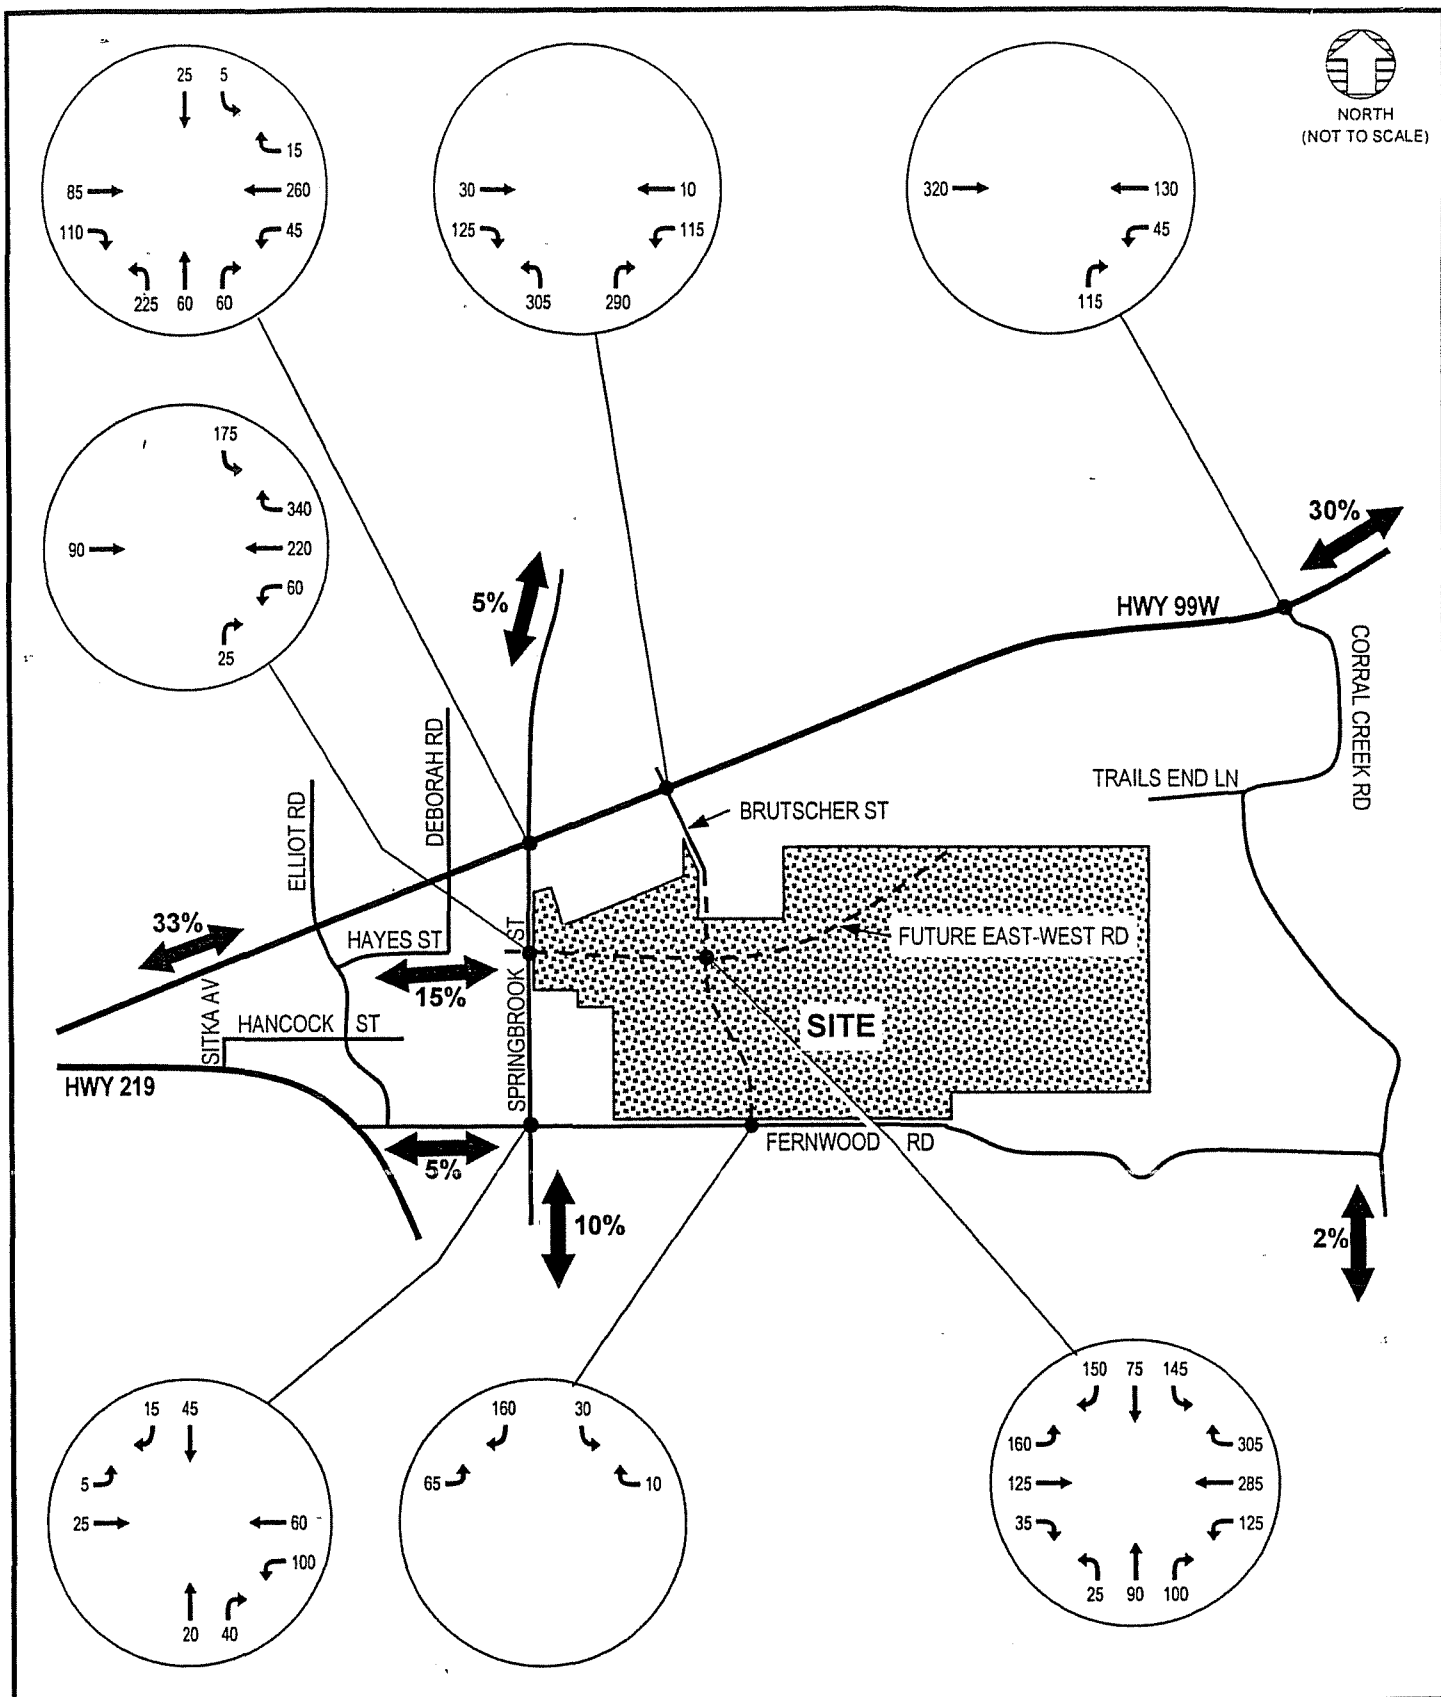 25 5
15
85 260
110 45
225 60 60
30 10
125 115
305 290
320 130
45
115
NORTH
(NOT TO SCALE)
175
340
90 220
60
25
5%
30%
HWY 99W
CORRAL CREEK RD
TRAILS END LN
DEBORAH RD
ELLIOT RD
BRUTSCHER ST
33%
HAYES ST
15%
SPRINGBROOK ST
FUTURE EAST-WEST RD
SITKA AV
HANCOCK ST
SITE
HWY 219
FERNWOOD RD
5%
10%
2%
15 45
5
25 60
100
20 40
160 30
65 10
150 75 145
160 305
125 285
35 125
25 90 100